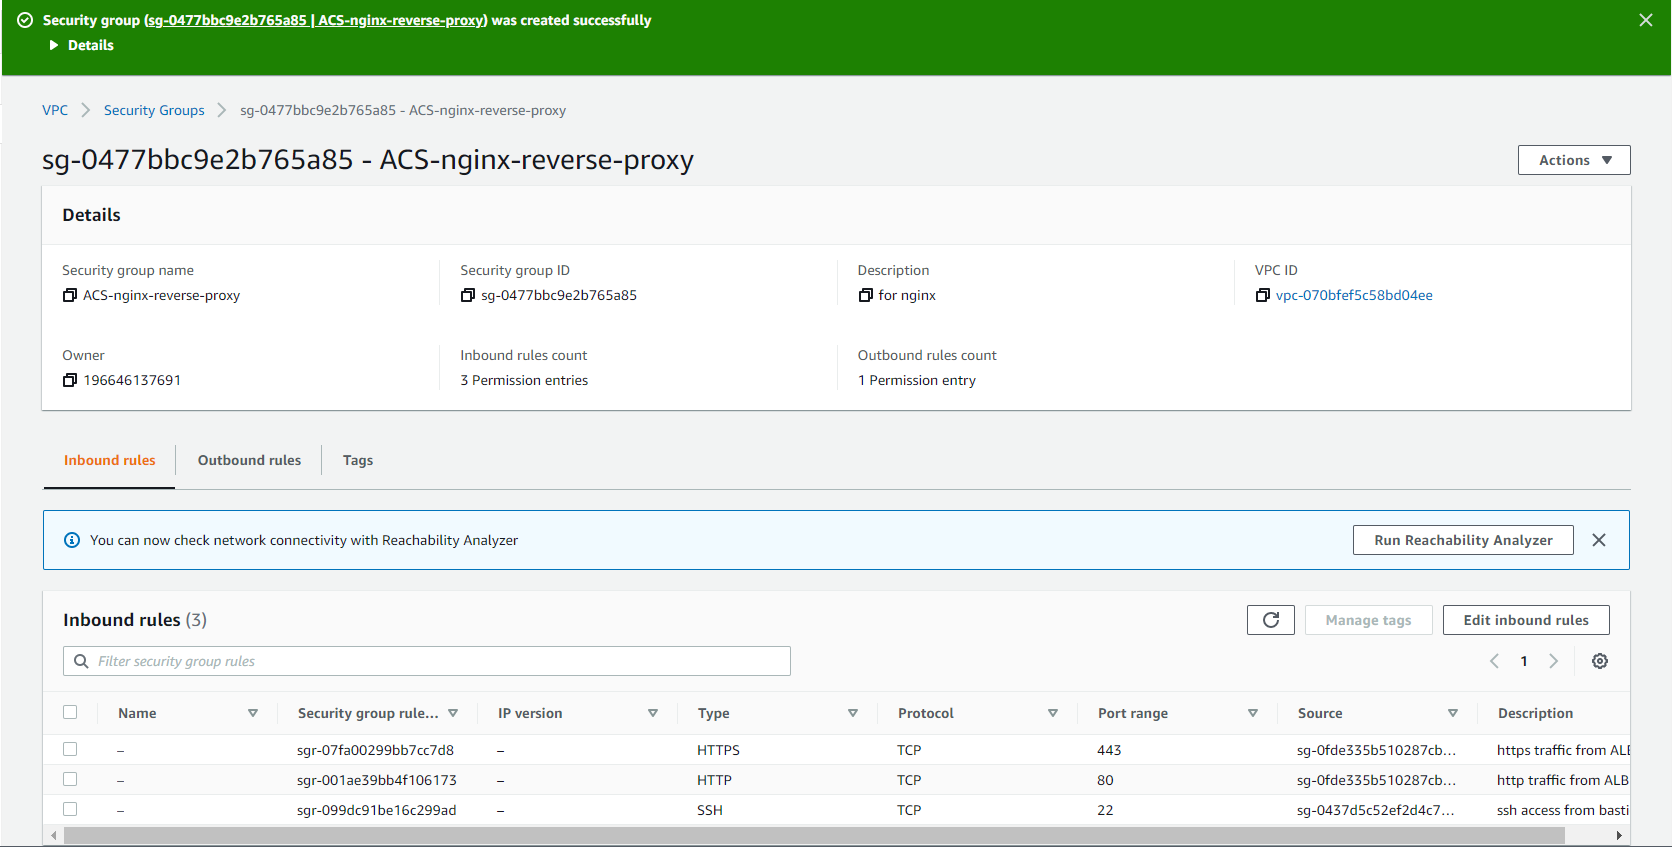 Security group (sg-0477bbc9e2b765a85 | ACS-nginx-reverse-proxy) was created successfully
Details
VPC Security Groups sg-0477bbc9e2b765a85 - ACS-nginx-reverse-proxy
sg-0477bbc9e2b765a85 - ACS-nginx-reverse-proxy Actions
Details
Security group name Security group ID Description VPC ID
ACS-nginx-reverse-proxy sg-0477bbc9e2b765a85 for nginx vpc-070bfef5c58bd04ee
Owner Inbound rules count Outbound rules count
196646137691 3 Permission entries 1 Permission entry
Inbound rules Outbound rules Tags
You can now check network connectivity with Reachability Analyzer Run Reachability Analyzer
Inbound rules (3) Manage tags Edit inbound rules
Filter security group rules 1
Name Security group rule... IP version Type Protocol Port range Source Description
– sgr-07fa00299bb7cc7d8 – HTTPS TCP 443 sg-0fde335b510287cb... https traffic from ALB
– sgr-001ae39bb4f106173 – HTTP TCP 80 sg-0fde335b510287cb... http traffic from ALB
– sgr-099dc91be16c299ad – SSH TCP 22 sg-0437d5c52ef2d4c7... ssh access from basti